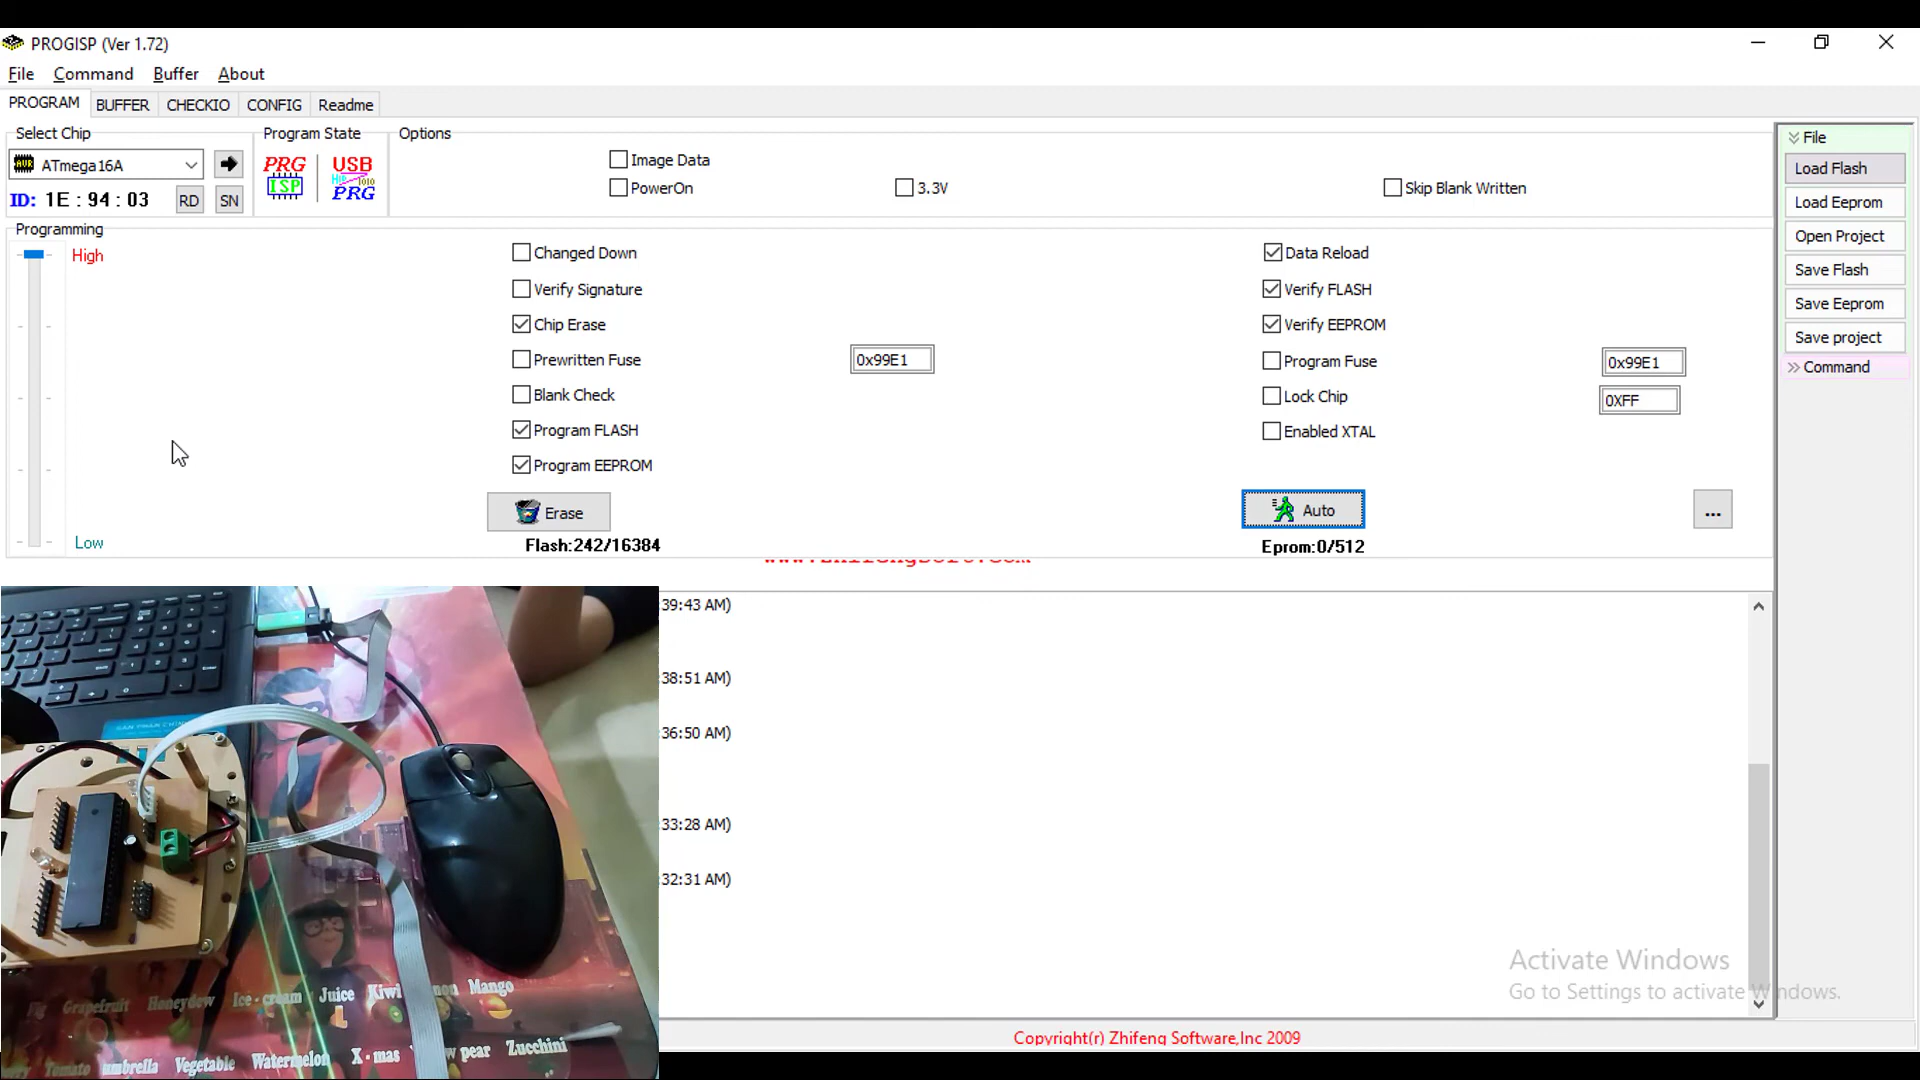 PROGISP (Ver 1.72)
File Command Buffer About
PROGRAM BUFFER CHECKIO CONFIG Readme
Select Chip Program State Options
ATmega16A
PRG ISP USB PRG
ID: 1E : 94 : 03 RD SN
Image Data
PowerOn 3.3V Skip Blank Written
Programming
High
Low
Changed Down Data Reload
Verify Signature Verify FLASH
Chip Erase Verify EEPROM
Prewritten Fuse 0x99E1 Program Fuse 0x99E1
Blank Check Lock Chip 0XFF
Program FLASH Enabled XTAL
Program EEPROM
Erase Auto ...
Flash:242/16384 Eprom:0/512
File
Load Flash
Load Eeprom
Open Project
Save Flash
Save Eeprom
Save project
Command
:39:43 AM)
:38:51 AM)
:36:50 AM)
:33:28 AM)
:32:31 AM)
Fig Grapefruit Honeydew Ice-cream Juice Kiwi Mango
Tomato umbrella Vegetable Watermelon X-mas pear Zucchini
Activate Windows
Go to Settings to activate Windows.
Copyright(r) Zhifeng Software,Inc 2009